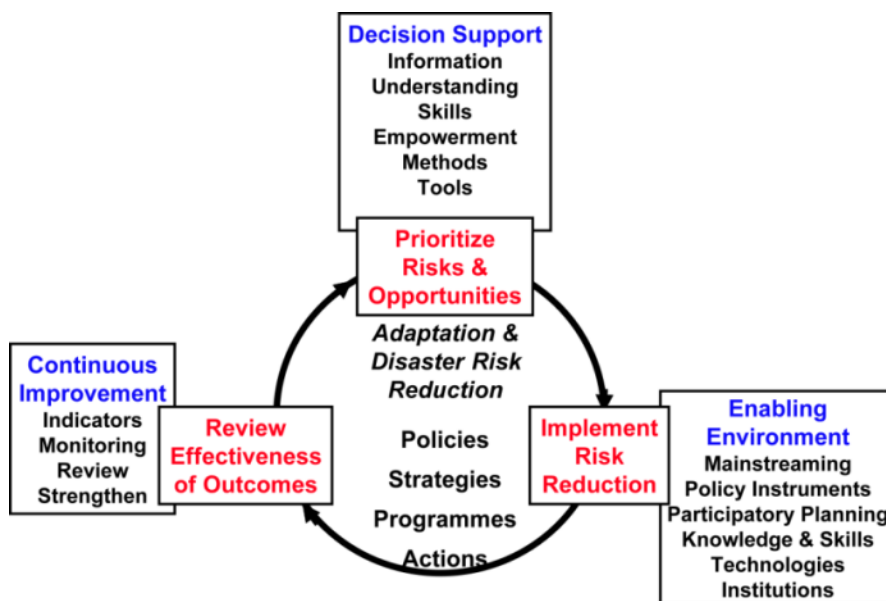 Decision Support
Information
Understanding
Skills
Empowerment
Methods
Tools
Prioritize
Risks &
Opportunities
Adaptation &
Disaster Risk
Reduction
Policies
Strategies
Programmes
Actions
Continuous
Improvement
Indicators
Monitoring
Review
Strengthen
Review
Effectiveness
of Outcomes
Implement
Risk
Reduction
Enabling
Environment
Mainstreaming
Policy Instruments
Participatory Planning
Knowledge & Skills
Technologies
Institutions